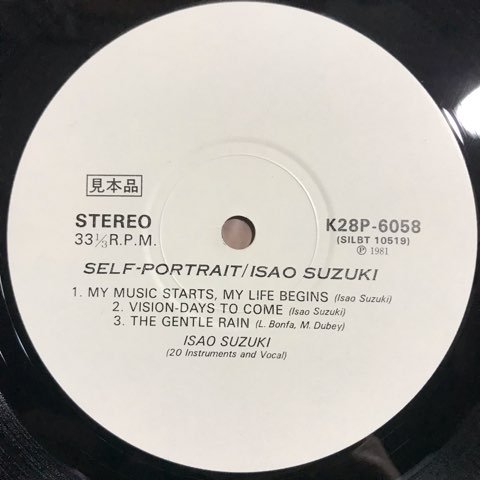 見本品
STEREO
33⅓R.P.M.
K28P-6058
(SILBT 10519)
Ⓟ 1981
SELF-PORTRAIT/ISAO SUZUKI
1. MY MUSIC STARTS, MY LIFE BEGINS (Isao Suzuki)
2. VISION-DAYS TO COME (Isao Suzuki)
3. THE GENTLE RAIN (L. Bonfa, M. Dubey)
ISAO SUZUKI
(20 Instruments and Vocal)